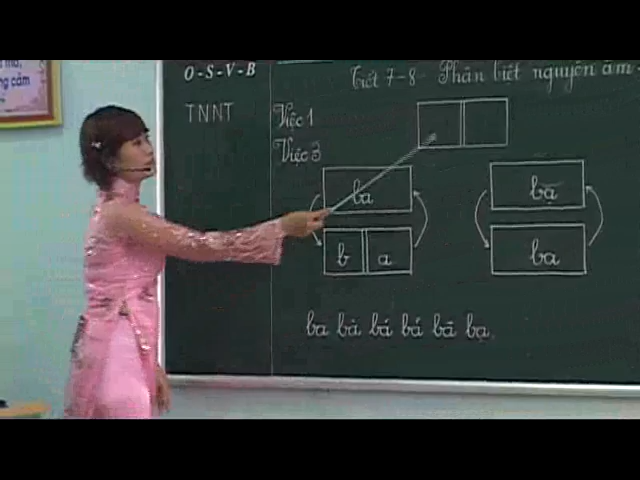 O - S - V - B
Tiết 7-8 - Phân biệt nguyên âm
TNNT
Việc 1
Việc 3
ba
b a
ba
ba bà bá bả bã bạ